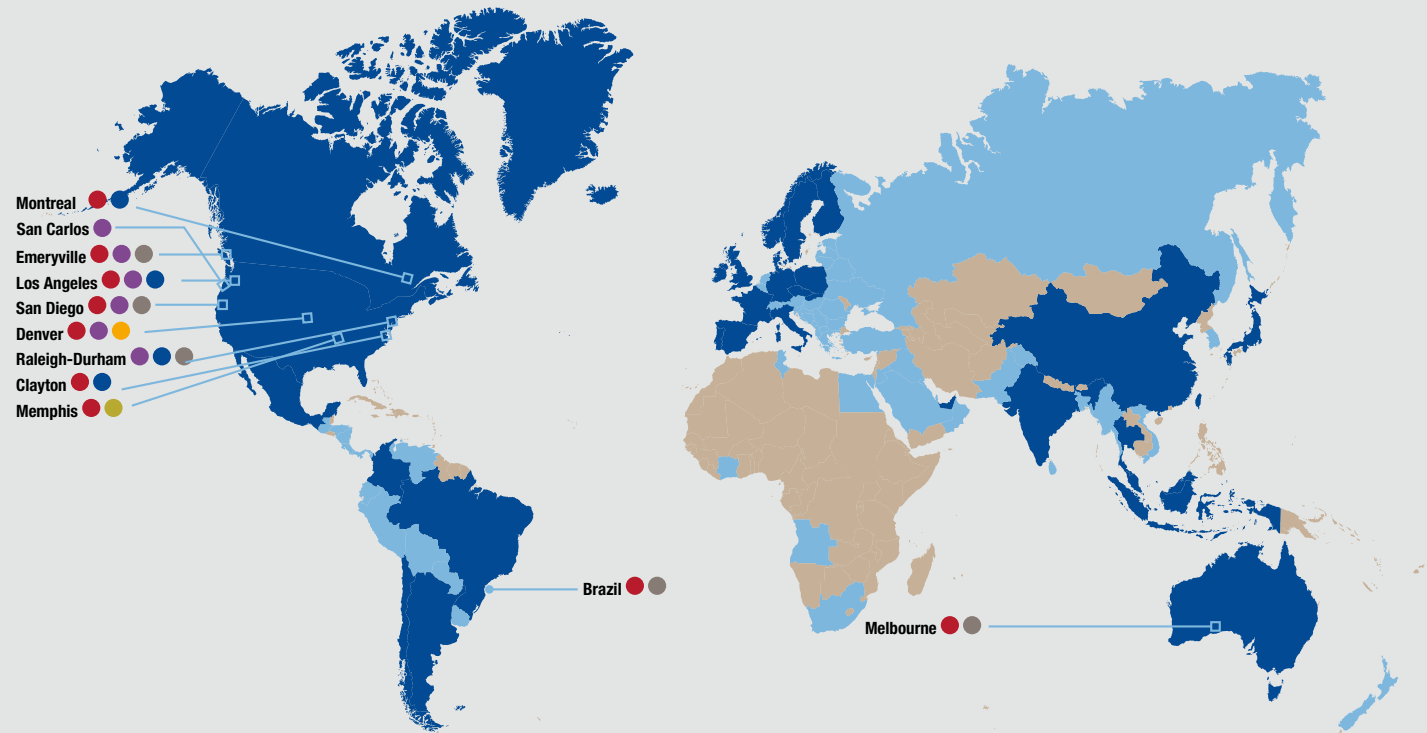 Montreal
San Carlos
Emeryville
Los Angeles
San Diego
Denver
Raleigh-Durham
Clayton
Memphis
Brazil
Melbourne